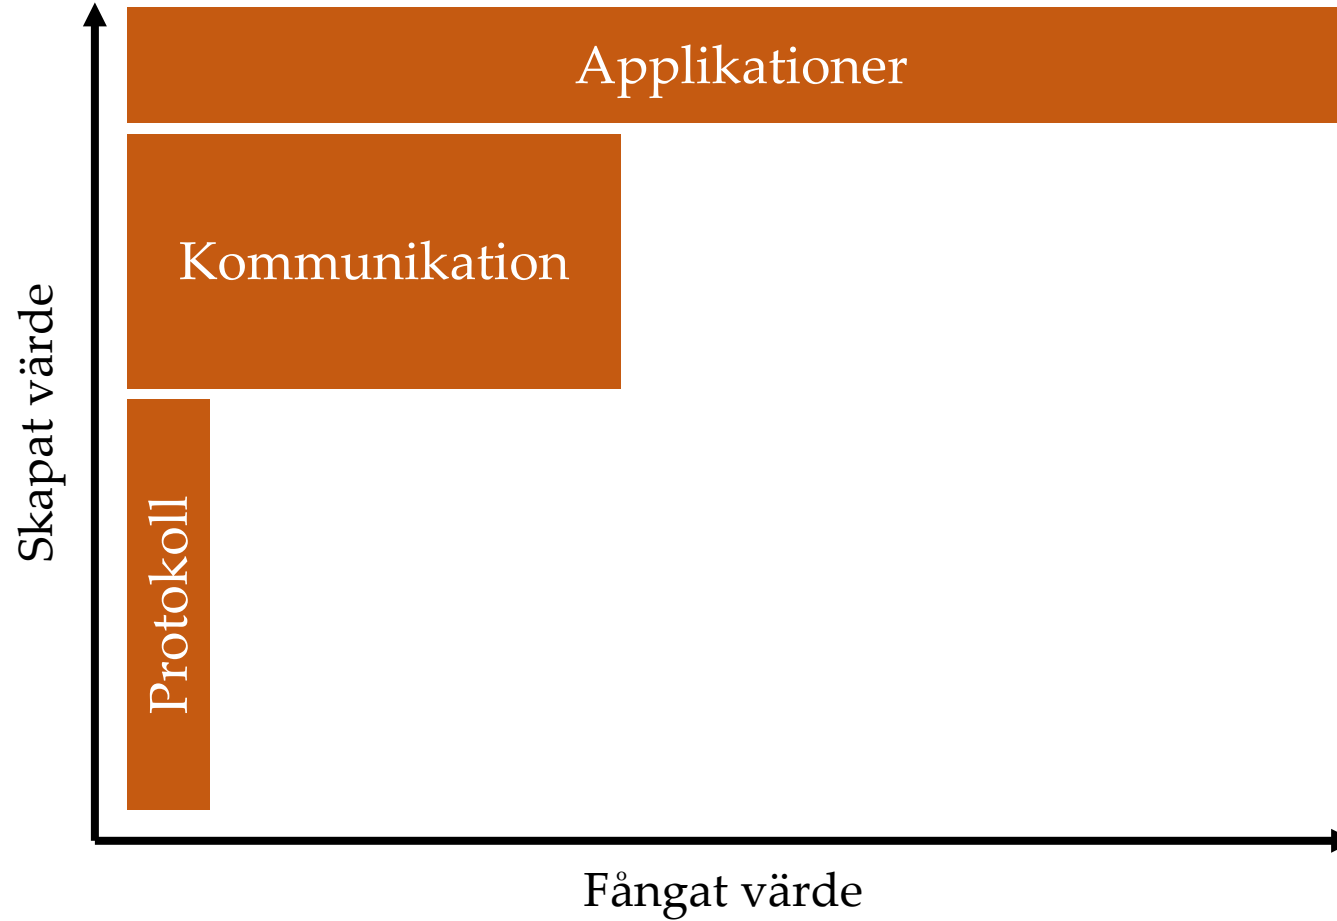 Applikationer
Kommunikation
Skapat värde
Protokoll
Fångat värde